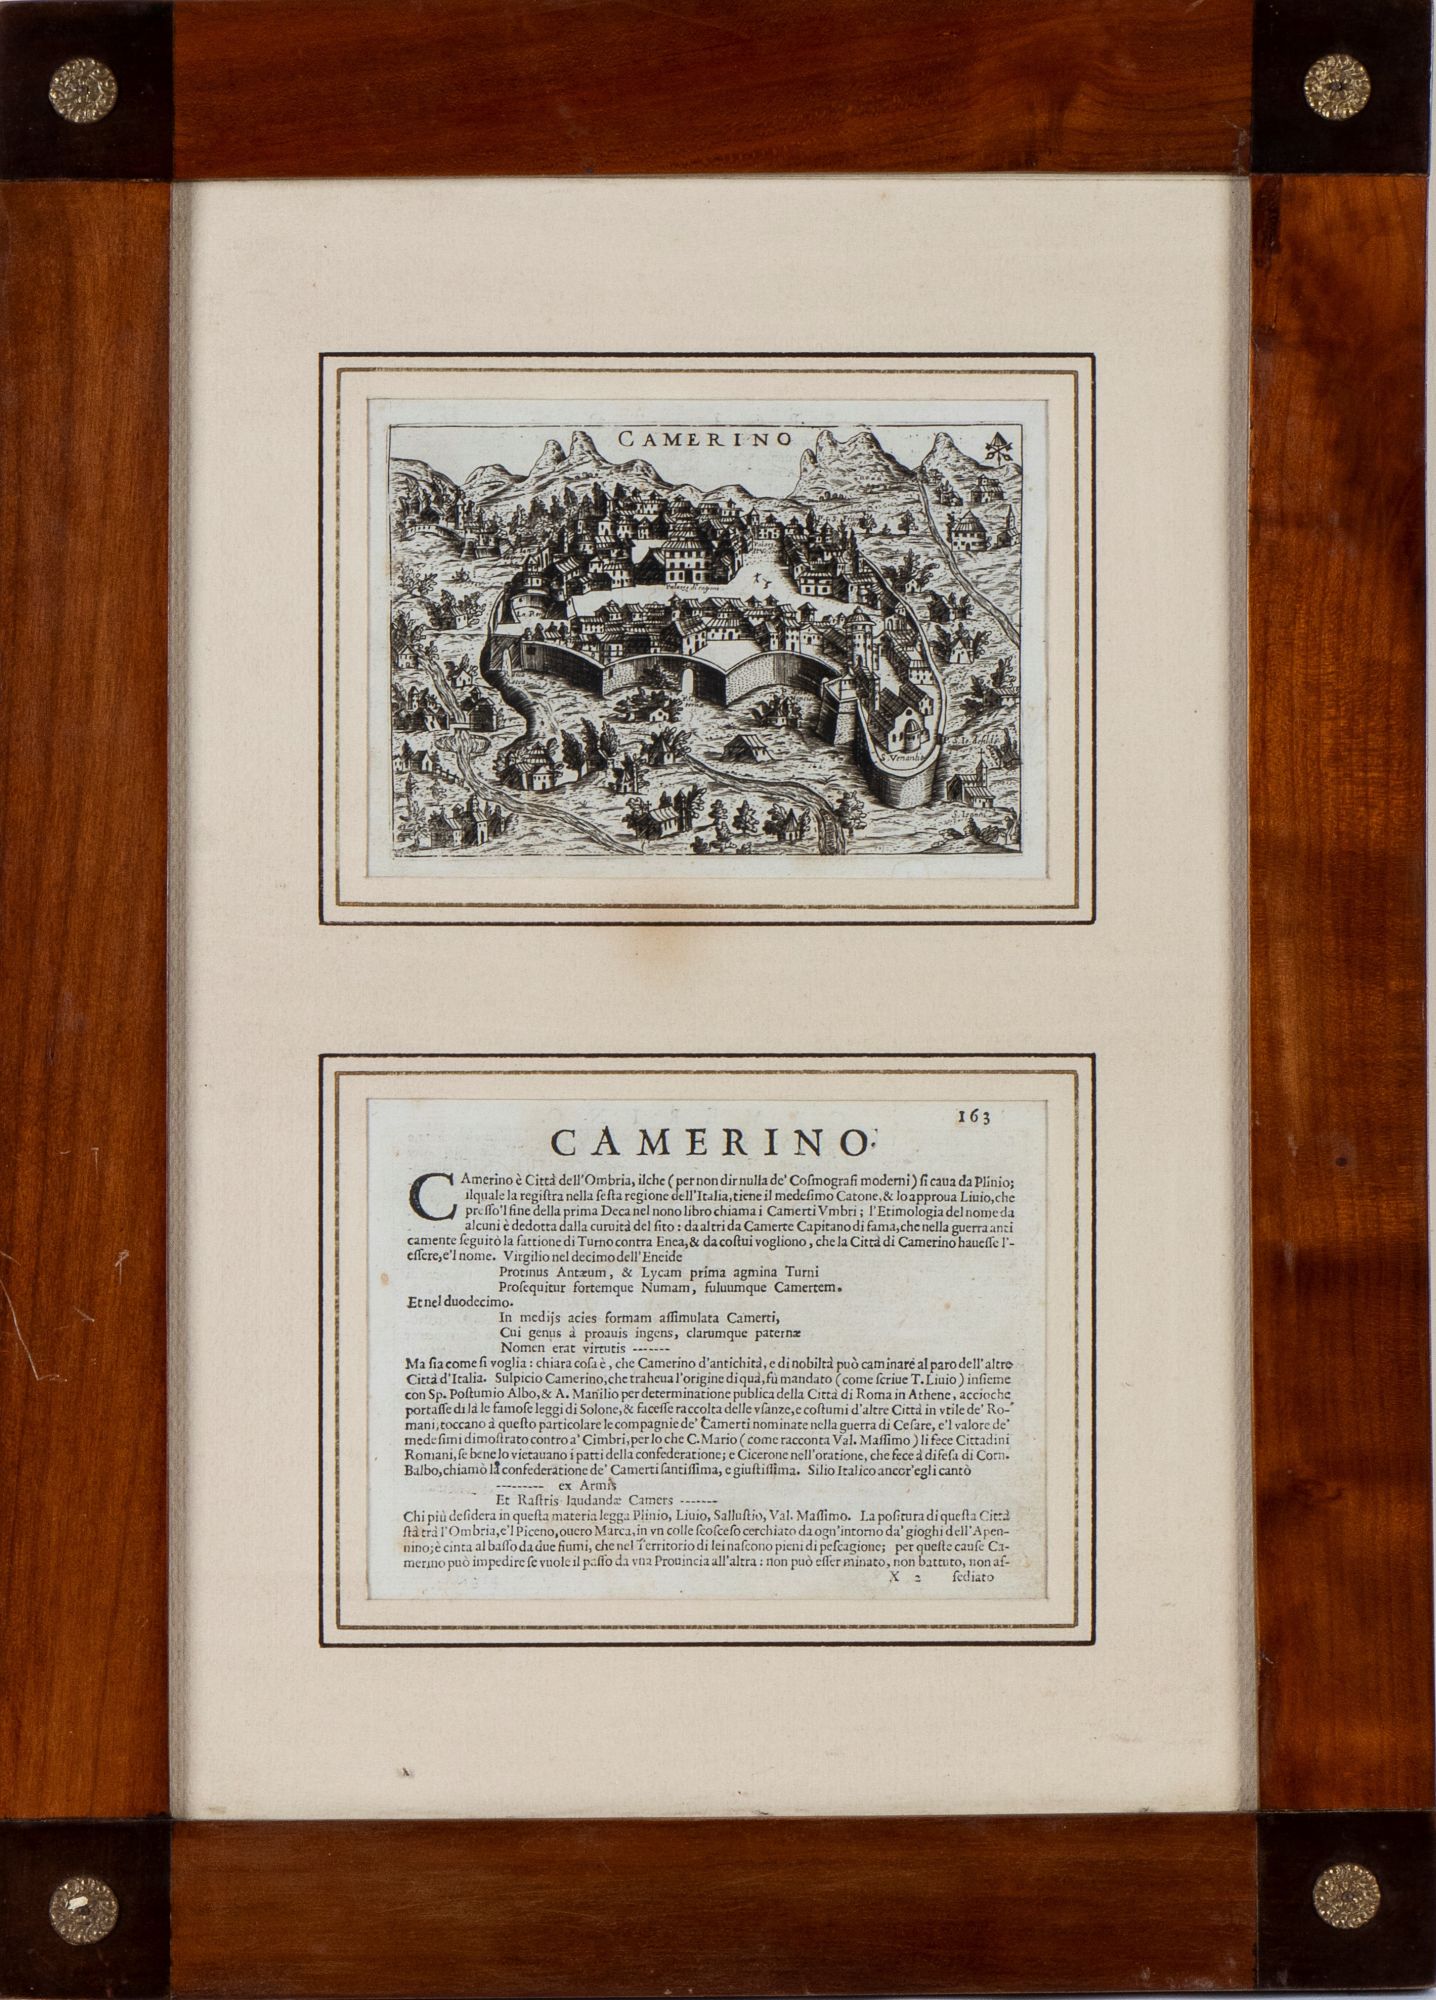 CAMERINO
La Roc
Palazzo di ragione
S. Venantio
163
CAMERINO.
CAmerino è Città dell'Ombria, ilche (per non dir nulla de' Cosmografi moderni) si caua da Plinio;
ilquale la registra nella sesta regione dell'Italia, tiene il medesimo Catone, & lo approua Liuio, che
presso'l fine della prima Deca nel nono libro chiama i Camerti Vmbri; l'Etimologia del nome da
alcuni è dedotta dalla curuità del sito: da altri da Camerte Capitano di fama, che nella guerra anti
camente seguitò la fattione di Turno contra Enea, & da costui vogliono, che la Città di Camerino hauesse l'-
essere, e'l nome. Virgilio nel decimo dell'Eneide
Protinus Antæum, & Lycam prima agmina Turni
Prosequitur fortemque Numam, fuluumque Camertem.
Et nel duodecimo.
In medijs acies formam assimulata Camerti,
Cui genus à proauis ingens, clarumque paternæ
Nomen erat virtutis -------
Ma sia come si voglia: chiara cosa è, che Camerino d'antichità, e di nobiltà può caminare al paro dell'altre
Città d'Italia. Sulpicio Camerino, che traheua l'origine di quà, fù mandato (come scriue T. Liuio) insieme
con Sp. Postumio Albo, & A. Manilio per determinatione publica della Città di Roma in Athene, accioche
portasse di là le famose leggi di Solone, & facesse raccolta delle vsanze, e costumi d'altre Città in vtile de' Ro-
mani; toccano à questo particolare le compagnie de' Camerti nominate nella guerra di Cesare, e'l valore de'
medesimi dimostrato contro a' Cimbri, per lo che C. Mario (come racconta Val. Massimo) li fece Cittadini
Romani, se bene lo vietauano i patti della confederatione; e Cicerone nell'oratione, che fece à difesa di Corn.
Balbo, chiamò la confederatione de' Camerti santissima, e giustissima. Silio Italico ancor'egli cantò
--------- ex Armis
Et Rastris laudandæ Camers -------
Chi più desidera in questa materia legga Plinio, Liuio, Sallustio, Val. Massimo. La positura di questa Città
stà trà l'Ombria, e'l Piceno, ouero Marca, in vn colle scosceso cerchiato da ogn'intorno da' gioghi dell'Apen-
nino; è cinta al basso da due fiumi, che nel Territorio di lei nascono pieni di pescagione; per queste cause Ca-
merino può impedire se vuole il passo da vna Prouincia all'altra: non può esser minato, non battuto, non as-
X 2 sediato